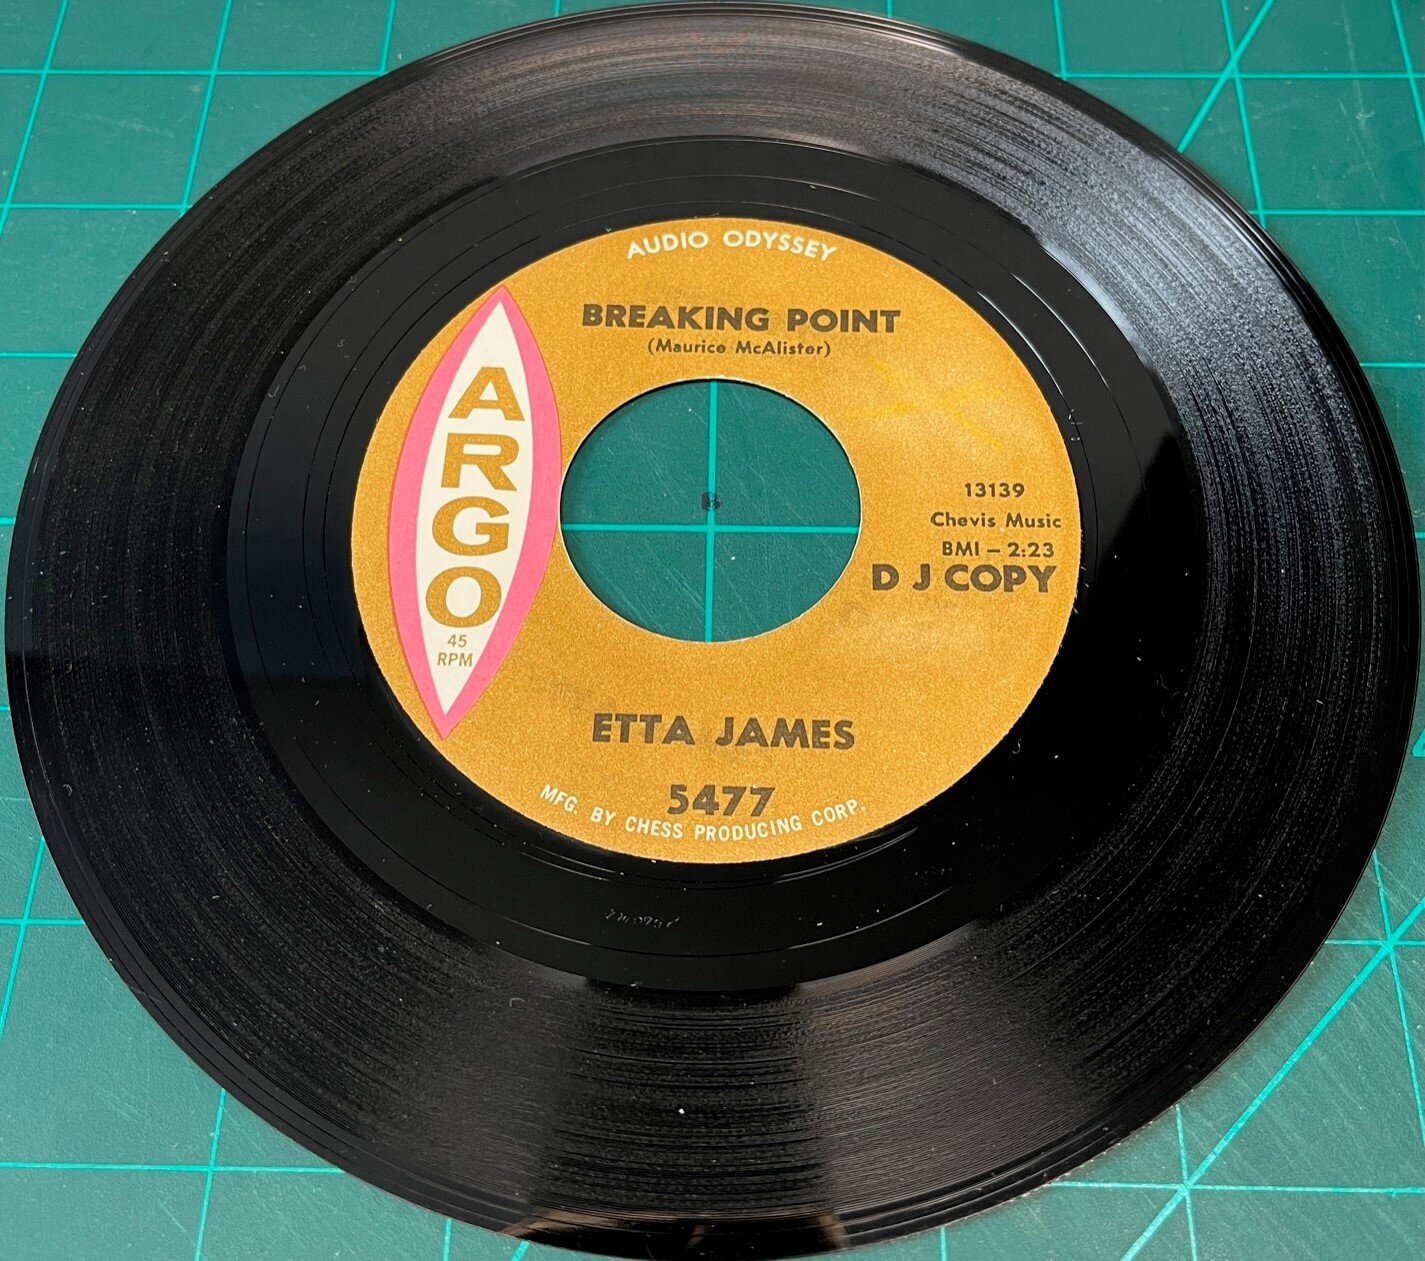 AUDIO ODYSSEY
BREAKING POINT
(Maurice McAlister)
ARGO
45
RPM
13139
Chevis Music
BMI – 2:23
D J COPY
ETTA JAMES
5477
MFG. BY CHESS PRODUCING CORP.